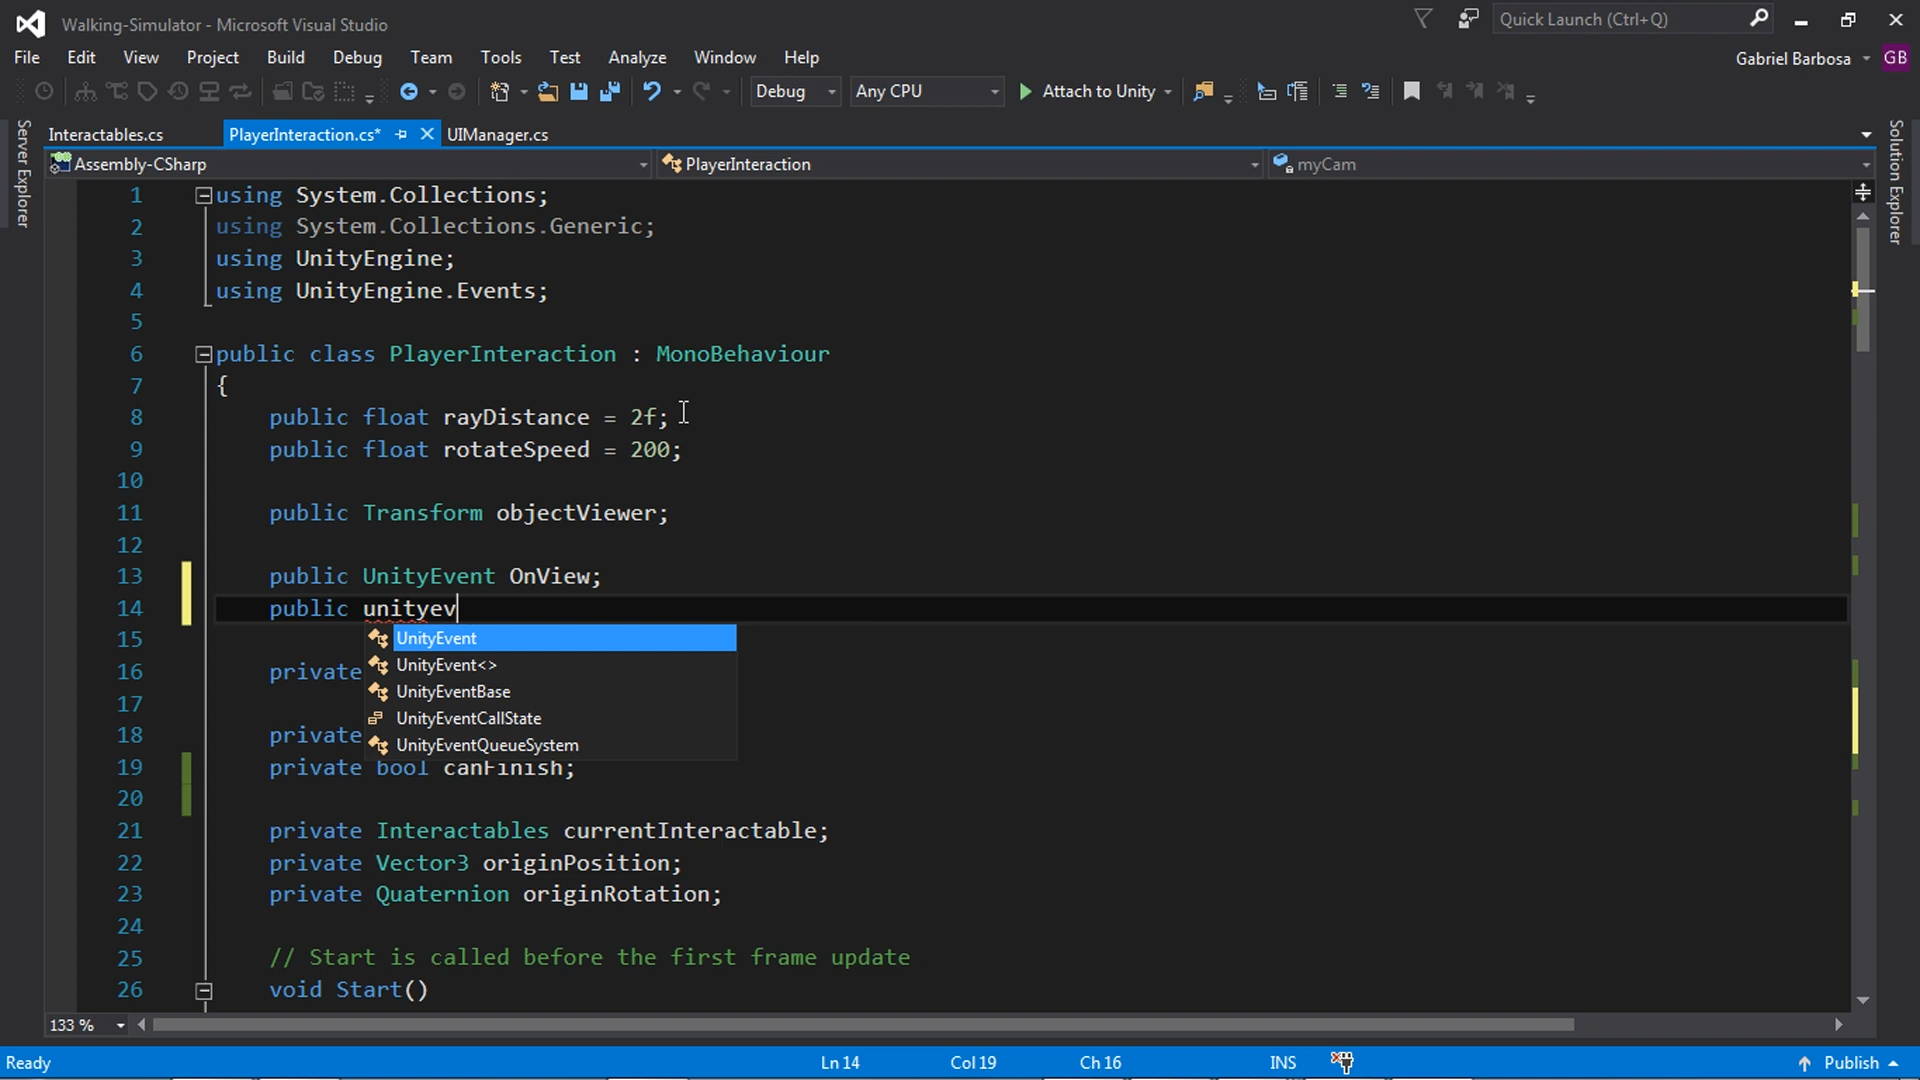 Walking-Simulator - Microsoft Visual Studio
Quick Launch (Ctrl+Q)
File Edit View Project Build Debug Team Tools Test Analyze Window Help
Gabriel Barbosa GB
Debug Any CPU Attach to Unity
Server Explorer
Solution Explorer
Interactables.cs PlayerInteraction.cs* UIManager.cs
Assembly-CSharp PlayerInteraction myCam
1 using System.Collections;
2 using System.Collections.Generic;
3 using UnityEngine;
4 using UnityEngine.Events;
5
6 public class PlayerInteraction : MonoBehaviour
7 {
8 public float rayDistance = 2f;
9 public float rotateSpeed = 200;
10
11 public Transform objectViewer;
12
13 public UnityEvent OnView;
14 public unityev
UnityEvent
15
UnityEvent<>
16 private
UnityEventBase
17
UnityEventCallState
18 private
UnityEventQueueSystem
19 private bool canFinish;
20
21 private Interactables currentInteractable;
22 private Vector3 originPosition;
23 private Quaternion originRotation;
24
25 // Start is called before the first frame update
26 void Start()
133 %
Ready Ln 14 Col 19 Ch 16 INS Publish